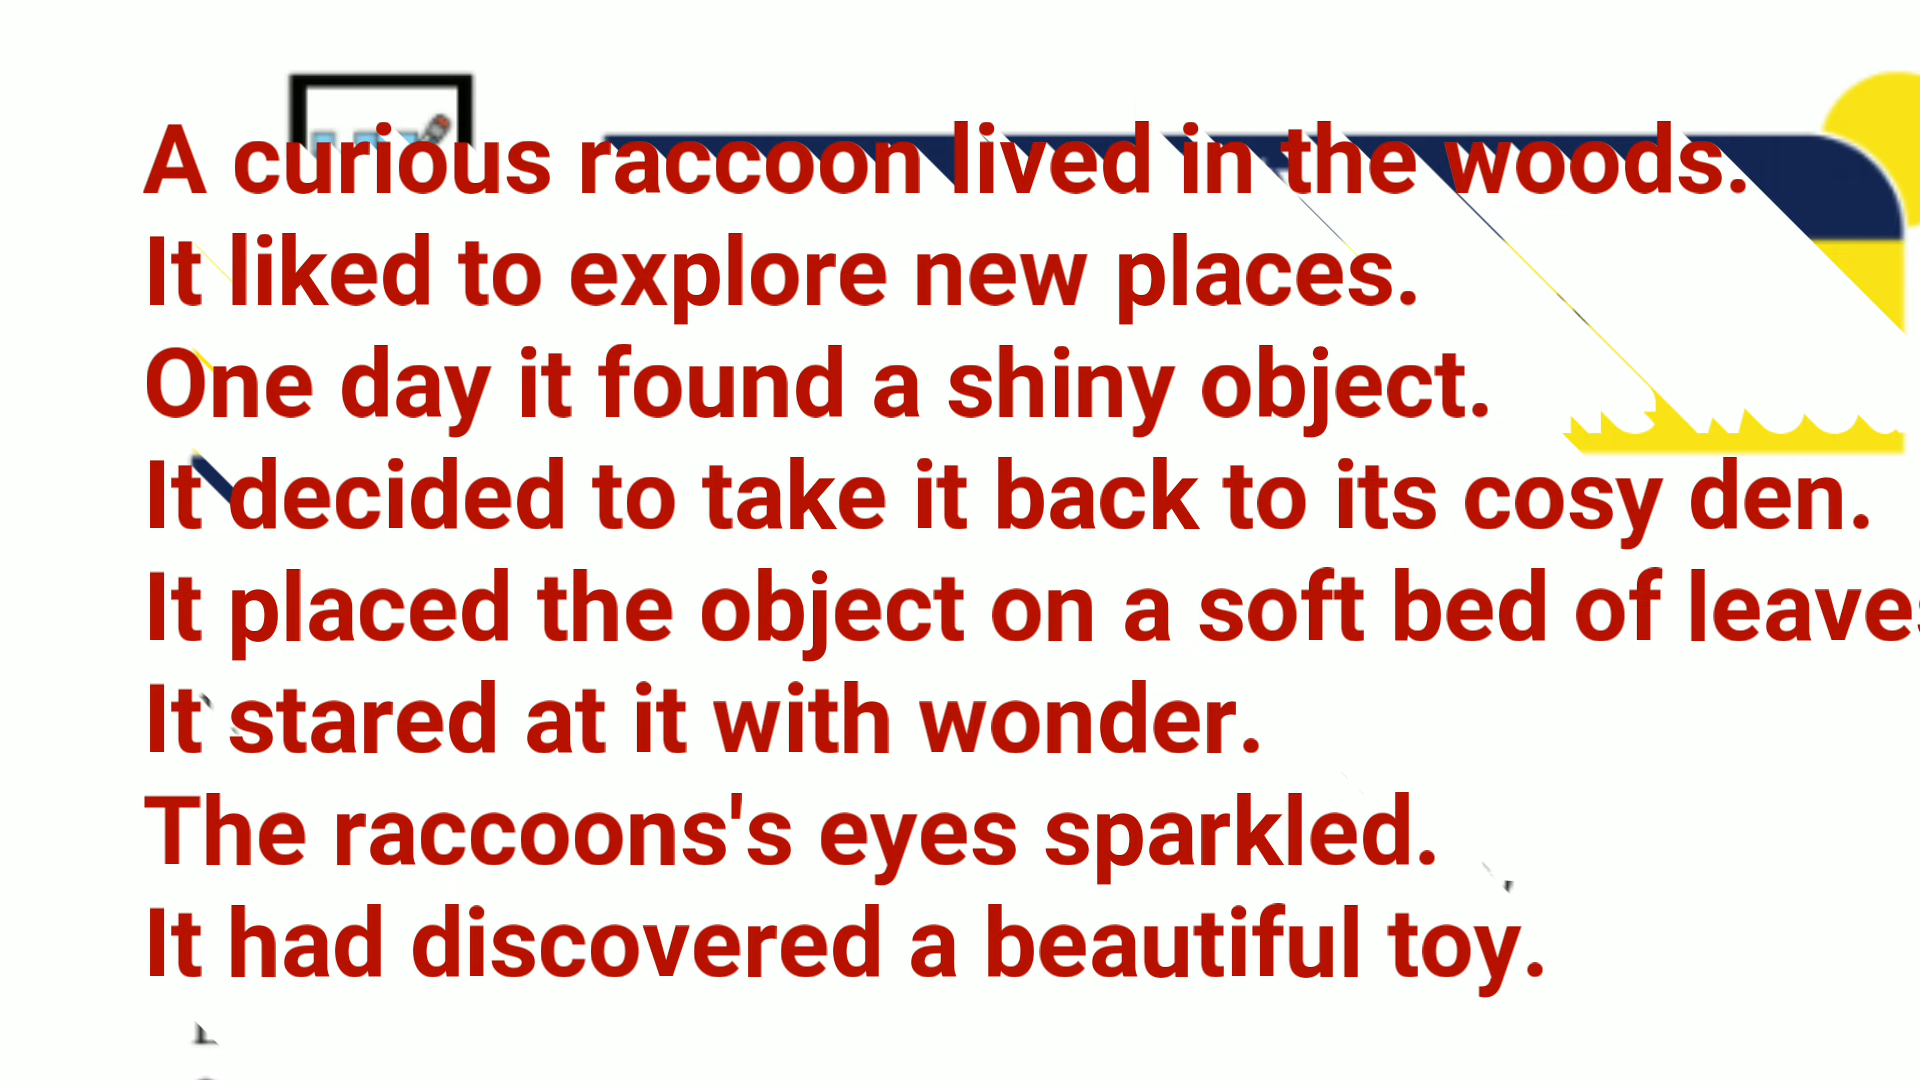 A curious raccoon lived in the woods.
It liked to explore new places.
One day it found a shiny object.
It decided to take it back to its cosy den.
It placed the object on a soft bed of leaves
It stared at it with wonder.
The raccoons's eyes sparkled.
It had discovered a beautiful toy.